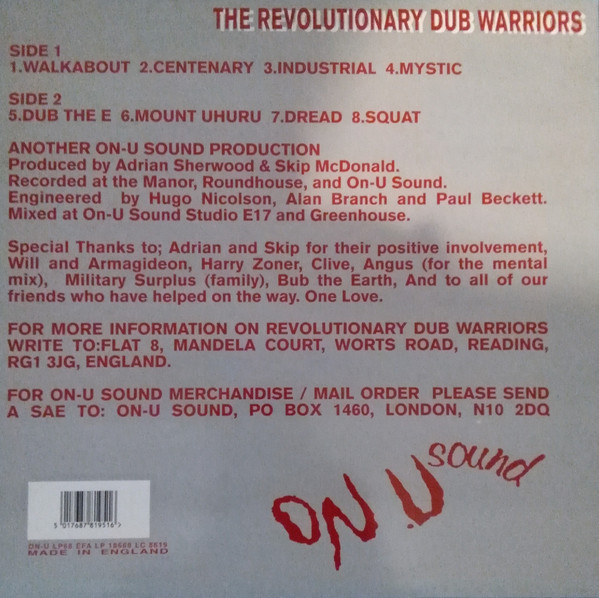 THE REVOLUTIONARY DUB WARRIORS
SIDE 1
1.WALKABOUT 2.CENTENARY 3.INDUSTRIAL 4.MYSTIC
SIDE 2
5.DUB THE E 6.MOUNT UHURU 7.DREAD 8.SQUAT
ANOTHER ON-U SOUND PRODUCTION
Produced by Adrian Sherwood & Skip McDonald.
Recorded at the Manor, Roundhouse, and On-U Sound.
Engineered by Hugo Nicolson, Alan Branch and Paul Beckett.
Mixed at On-U Sound Studio E17 and Greenhouse.
Special Thanks to; Adrian and Skip for their positive involvement,
Will and Armagideon, Harry Zoner, Clive, Angus (for the mental
mix), Military Surplus (family), Bub the Earth, And to all of our
friends who have helped on the way. One Love.
FOR MORE INFORMATION ON REVOLUTIONARY DUB WARRIORS
WRITE TO:FLAT 8, MANDELA COURT, WORTS ROAD, READING,
RG1 3JG, ENGLAND.
FOR ON-U SOUND MERCHANDISE / MAIL ORDER PLEASE SEND
A SAE TO: ON-U SOUND, PO BOX 1460, LONDON, N10 2DQ
ON.U sound
5 017687 819516 >
ON-U EFA LP LC
MADE IN ENGLAND